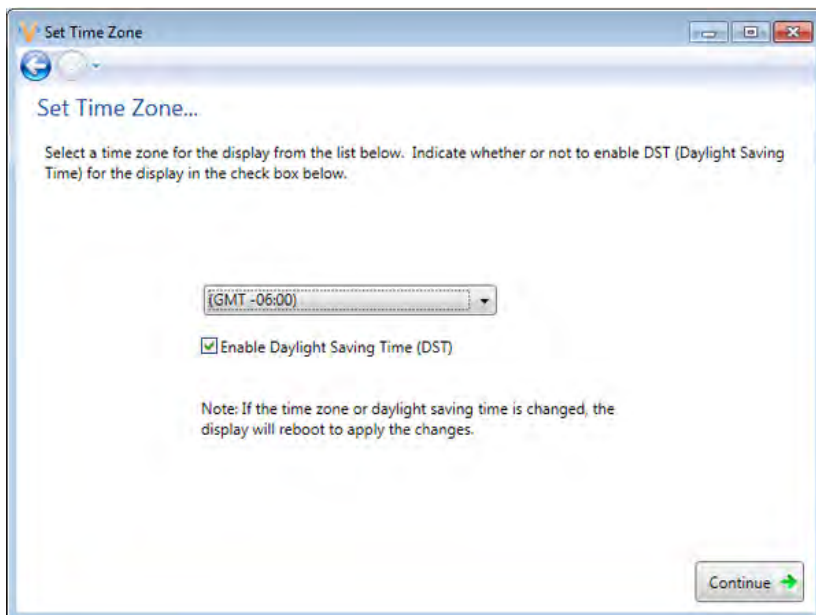 Set Time Zone
Set Time Zone...
Select a time zone for the display from the list below.  Indicate whether or not to enable DST (Daylight Saving
Time) for the display in the check box below.
(GMT -06:00)
Enable Daylight Saving Time (DST)
Note: If the time zone or daylight saving time is changed, the
display will reboot to apply the changes.
Continue